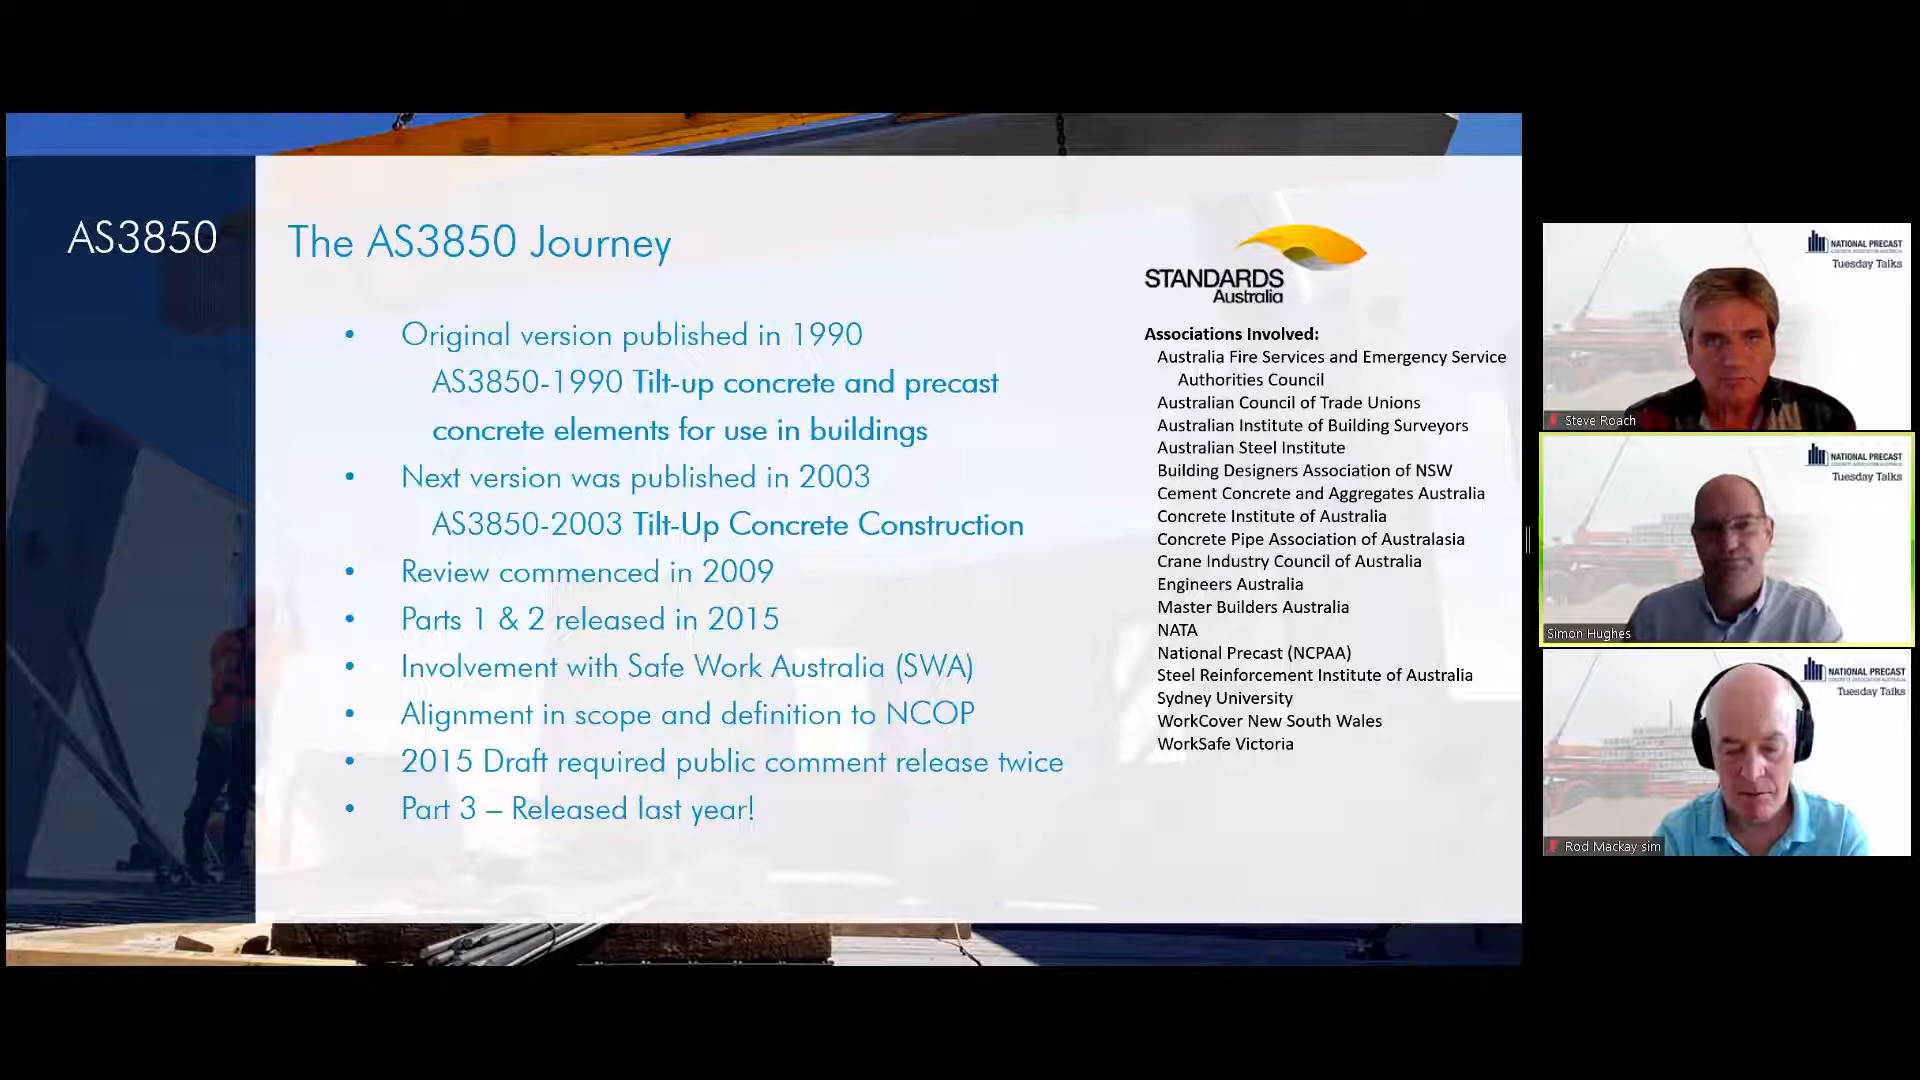 AS3850
The AS3850 Journey
• Original version published in 1990
AS3850-1990 Tilt-up concrete and precast
concrete elements for use in buildings
• Next version was published in 2003
AS3850-2003 Tilt-Up Concrete Construction
• Review commenced in 2009
• Parts 1 & 2 released in 2015
• Involvement with Safe Work Australia (SWA)
• Alignment in scope and definition to NCOP
• 2015 Draft required public comment release twice
• Part 3 – Released last year!
STANDARDS
Australia
Associations Involved:
Australia Fire Services and Emergency Service
Authorities Council
Australian Council of Trade Unions
Australian Institute of Building Surveyors
Australian Steel Institute
Building Designers Association of NSW
Cement Concrete and Aggregates Australia
Concrete Institute of Australia
Concrete Pipe Association of Australasia
Crane Industry Council of Australia
Engineers Australia
Master Builders Australia
NATA
National Precast (NCPAA)
Steel Reinforcement Institute of Australia
Sydney University
WorkCover New South Wales
WorkSafe Victoria
NATIONAL PRECAST
Tuesday Talks
Steve Roach
NATIONAL PRECAST
Tuesday Talks
Simon Hughes
NATIONAL PRECAST
Tuesday Talks
Rod Mackay sim